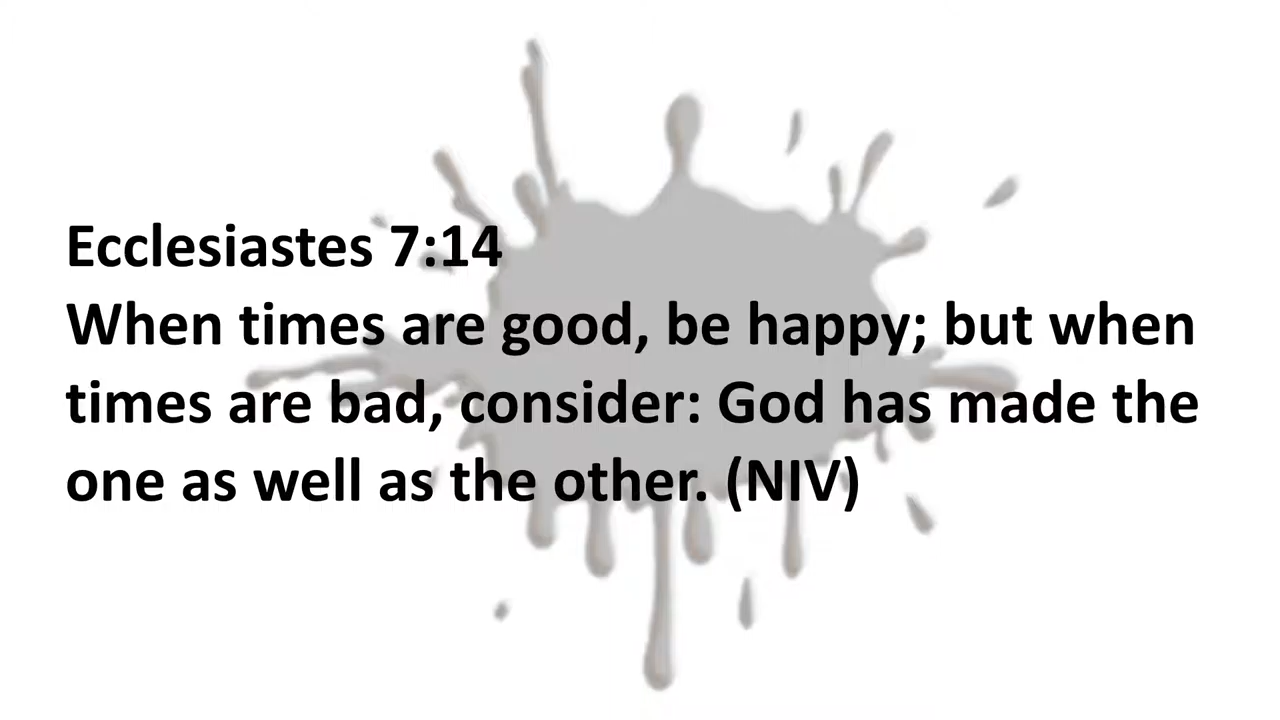 Ecclesiastes 7:14
When times are good, be happy; but when
times are bad, consider: God has made the
one as well as the other. (NIV)